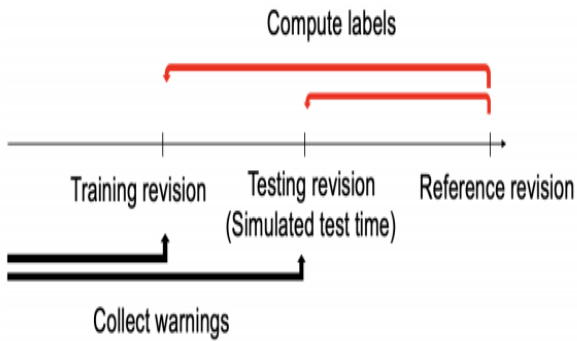 Compute labels
Training revision
Testing revision
(Simulated test time)
Reference revision
Collect warnings